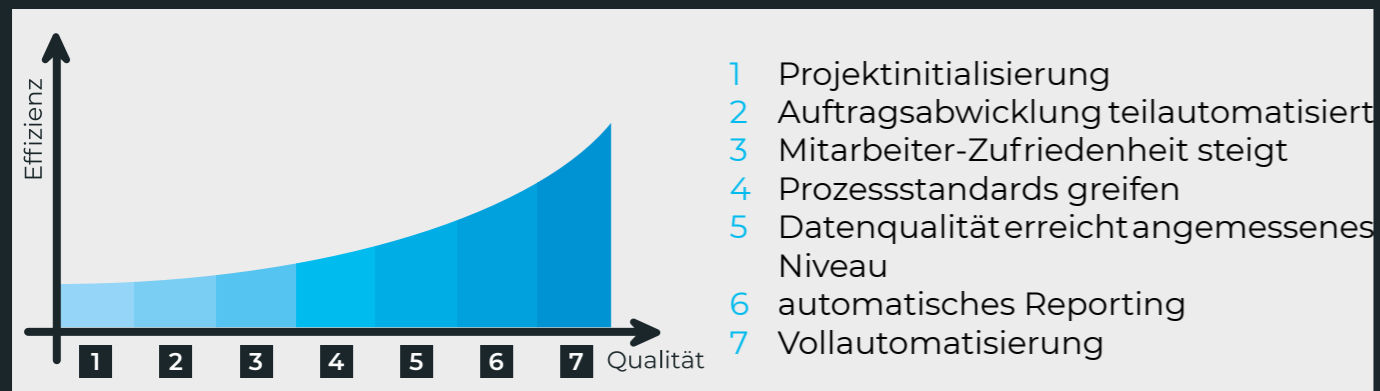 Effizienz
1 2 3 4 5 6 7 Qualität
1 Projektinitialisierung
2 Auftragsabwicklung teilautomatisiert
3 Mitarbeiter-Zufriedenheit steigt
4 Prozessstandards greifen
5 Datenqualität erreicht angemessenes
Niveau
6 automatisches Reporting
7 Vollautomatisierung